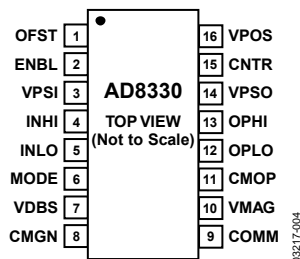 OFST 1
ENBL 2
VPSI 3
INHI 4
INLO 5
MODE 6
VDBS 7
CMGN 8
AD8330
TOP VIEW
(Not to Scale)
16 VPOS
15 CNTR
14 VPSO
13 OPHI
12 OPLO
11 CMOP
10 VMAG
9 COMM
03217-004